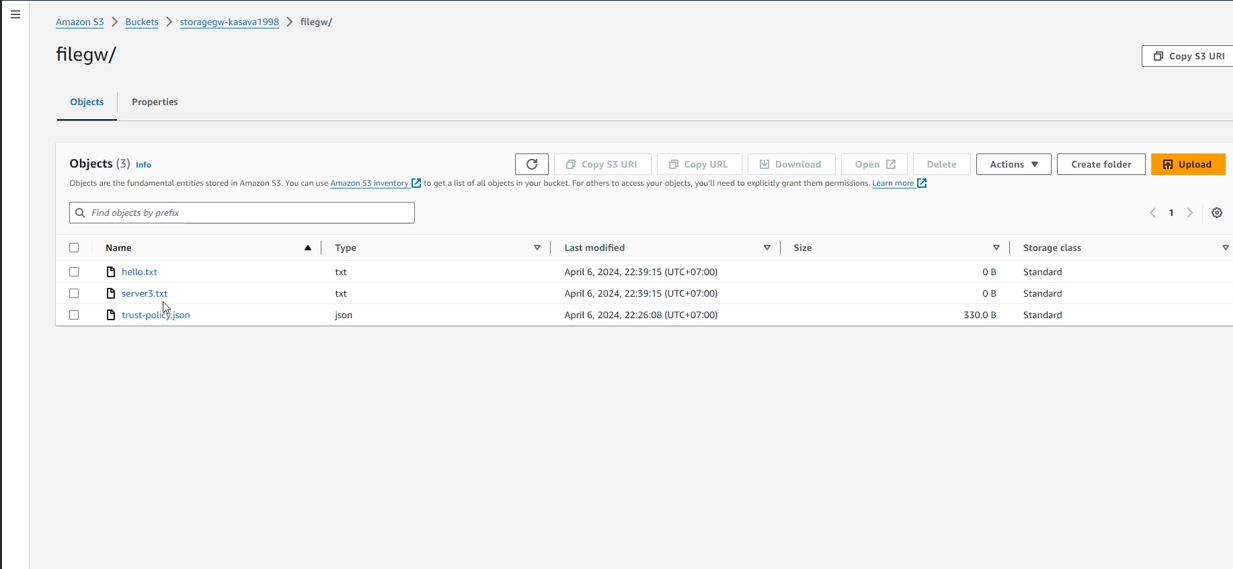 Amazon S3 > Buckets > storagegw-kasava1998 > filegw/
filegw/
Copy S3 URI
Objects Properties
Objects (3) Info
Copy S3 URI Copy URL Download Open Delete Actions Create folder Upload
Objects are the fundamental entities stored in Amazon S3. You can use Amazon S3 inventory to get a list of all objects in your bucket. For others to access your objects, you'll need to explicitly grant them permissions. Learn more
Find objects by prefix
1
Name Type Last modified Size Storage class
hello.txt txt April 6, 2024, 22:39:15 (UTC+07:00) 0 B Standard
server3.txt txt April 6, 2024, 22:39:15 (UTC+07:00) 0 B Standard
trust-policy.json json April 6, 2024, 22:26:08 (UTC+07:00) 330.0 B Standard